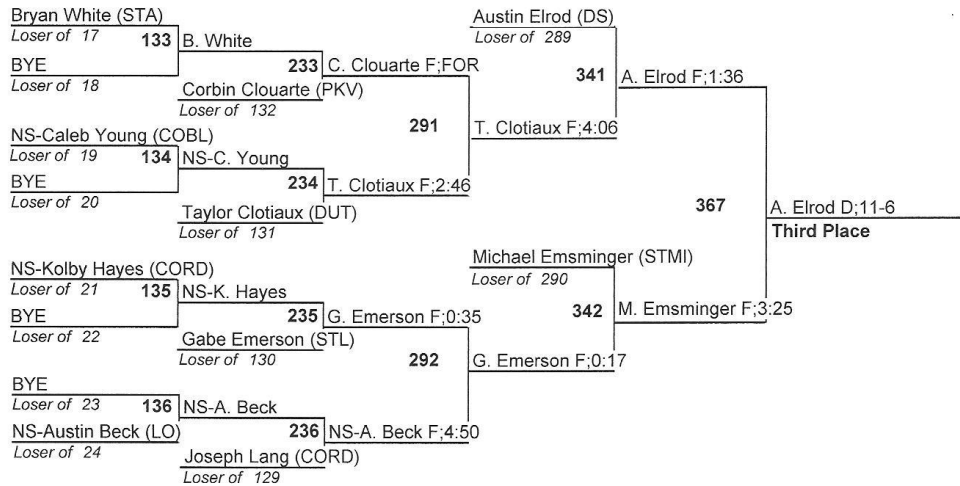 Bryan White (STA)
Loser of 17
133
B. White
BYE
Loser of 18
233
C. Clouarte F;FOR
Corbin Clouarte (PKV)
Loser of 132
291
NS-Caleb Young (COBL)
Loser of 19
134
NS-C. Young
BYE
Loser of 20
234
T. Clotiaux F;2:46
Taylor Clotiaux (DUT)
Loser of 131
Austin Elrod (DS)
Loser of 289
341
A. Elrod F;1:36
T. Clotiaux F;4:06
367
A. Elrod D;11-6
Third Place
NS-Kolby Hayes (CORD)
Loser of 21
135
NS-K. Hayes
BYE
Loser of 22
235
G. Emerson F;0:35
Gabe Emerson (STL)
Loser of 130
292
BYE
Loser of 23
136
NS-A. Beck
NS-Austin Beck (LO)
Loser of 24
236
NS-A. Beck F;4:50
Joseph Lang (CORD)
Loser of 129
Michael Emsminger (STMI)
Loser of 290
342
M. Emsminger F;3:25
G. Emerson F;0:17